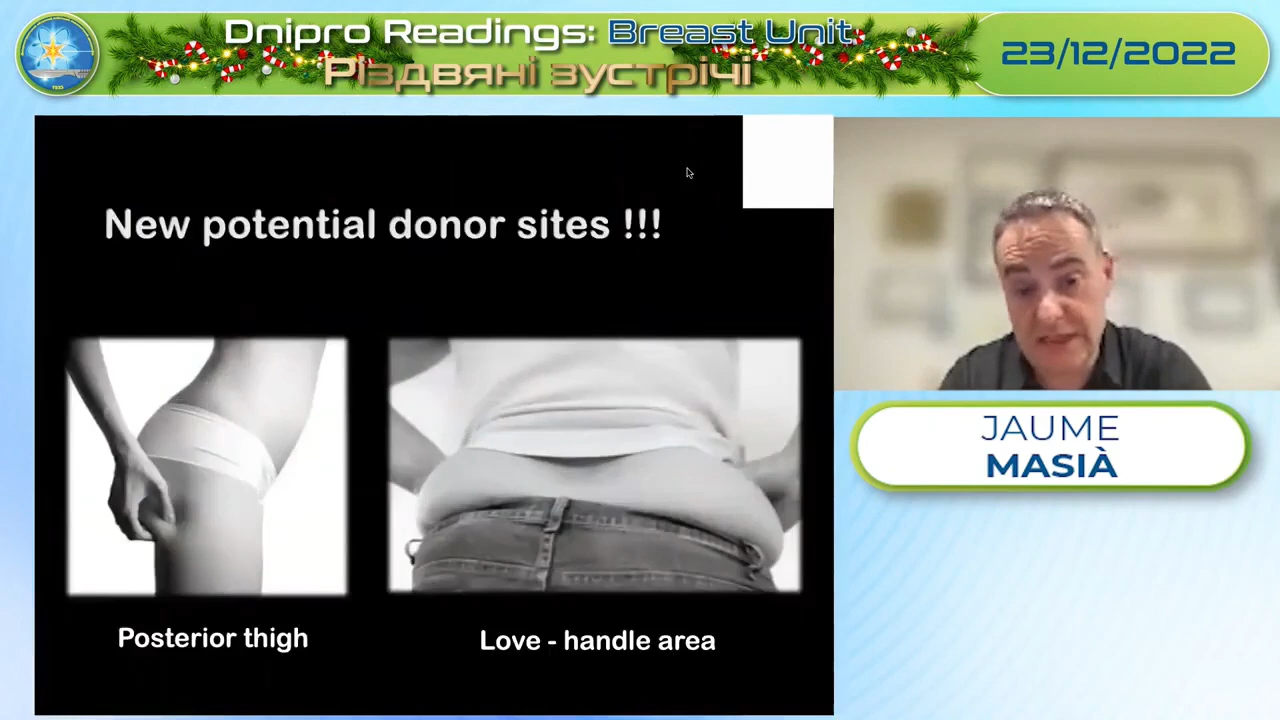 Dnipro Readings: Breast Unit
Різдвяні зустрічі
23/12/2022
New potential donor sites !!!
Posterior thigh
Love - handle area
JAUME
MASIÀ